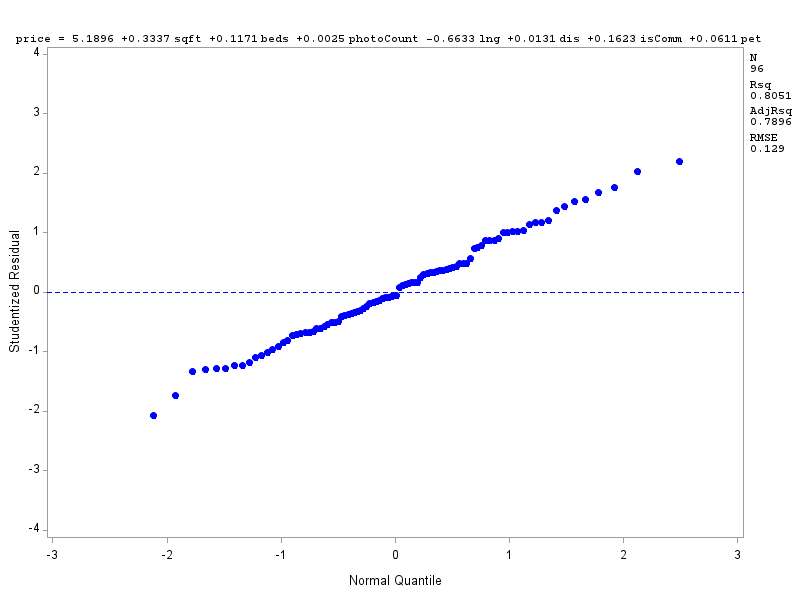 price = 5.1896 +0.3337 sqft +0.1171 beds +0.0025 photoCount -0.6633 lng +0.0131 dis +0.1623 isComm +0.0611 pet
N
96
Rsq
0.8051
AdjRsq
0.7896
RMSE
0.129
4
3
2
1
0
-1
-2
-3
-4
Studentized Residual
-3 -2 -1 0 1 2 3
Normal Quantile